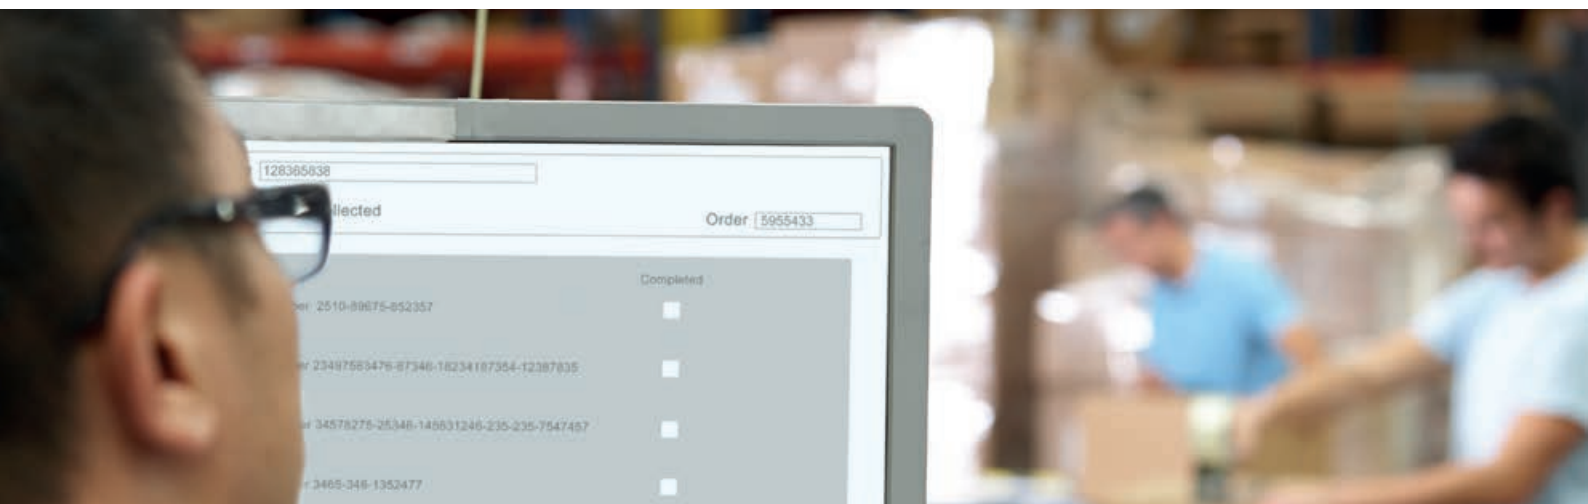 128365838
llected
Order 5955433
Completed
ber 2510-89675-852357
er 23497583476-87346-18234187354-12387835
er 34578275-25346-145631246-235-235-7547457
r 3465-346-1352477